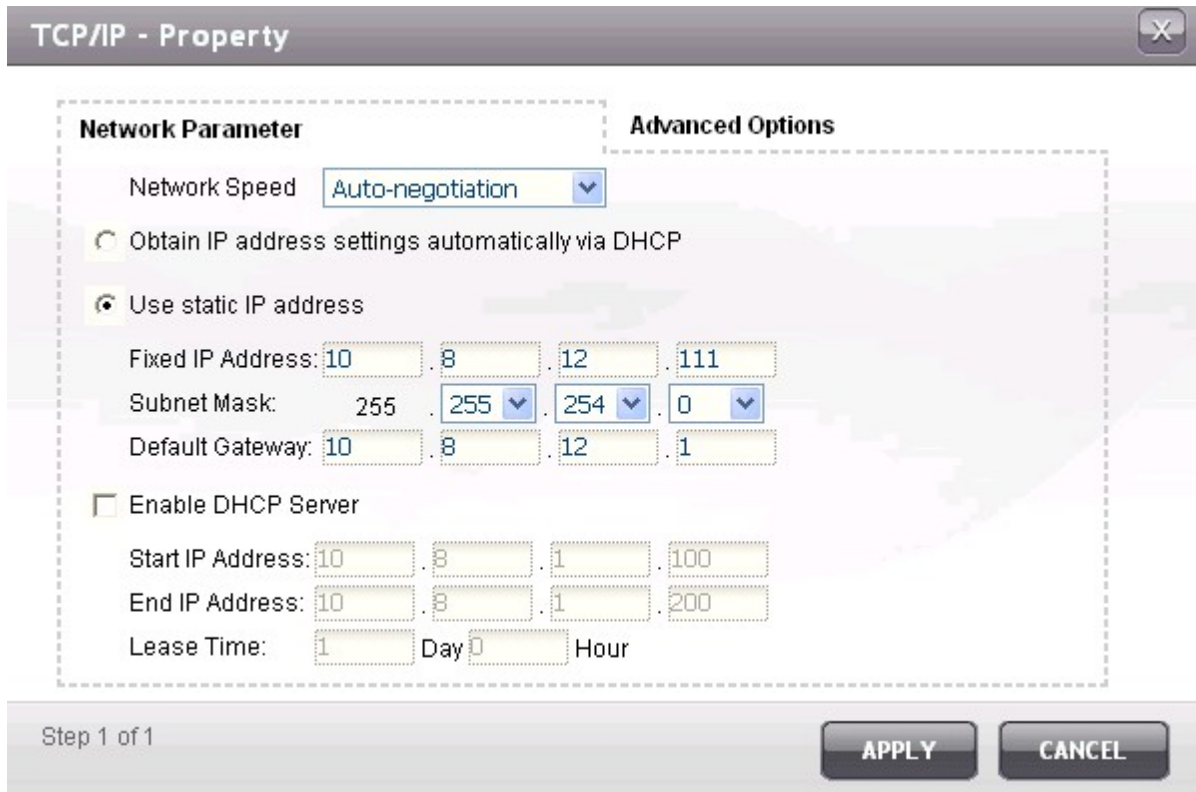 TCP/IP - Property X
Network Parameter Advanced Options
Network Speed Auto-negotiation
Obtain IP address settings automatically via DHCP
Use static IP address
Fixed IP Address: 10 . 8 . 12 . 111
Subnet Mask: 255 . 255 . 254 . 0
Default Gateway: 10 . 8 . 12 . 1
Enable DHCP Server
Start IP Address: 10 . 8 . 1 . 100
End IP Address: 10 . 8 . 1 . 200
Lease Time: 1 Day 0 Hour
Step 1 of 1 APPLY CANCEL